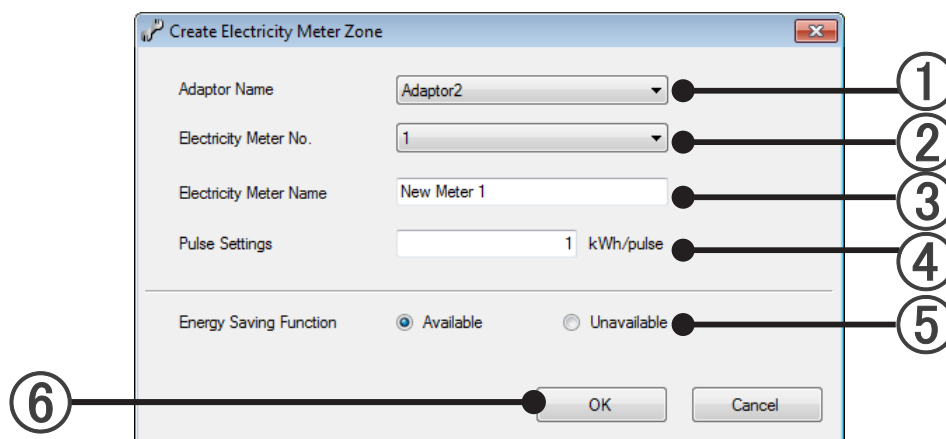 Create Electricity Meter Zone
Adaptor Name Adaptor2 ①
Electricity Meter No. 1 ②
Electricity Meter Name New Meter 1 ③
Pulse Settings 1 kWh/pulse ④
Energy Saving Function Available Unavailable ⑤
⑥ OK Cancel